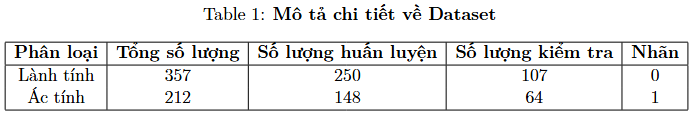 Table 1: Mô tả chi tiết về Dataset
Phân loại Tổng số lượng Số lượng huấn luyện Số lượng kiểm tra Nhãn
Lành tính 357 250 107 0
Ác tính 212 148 64 1